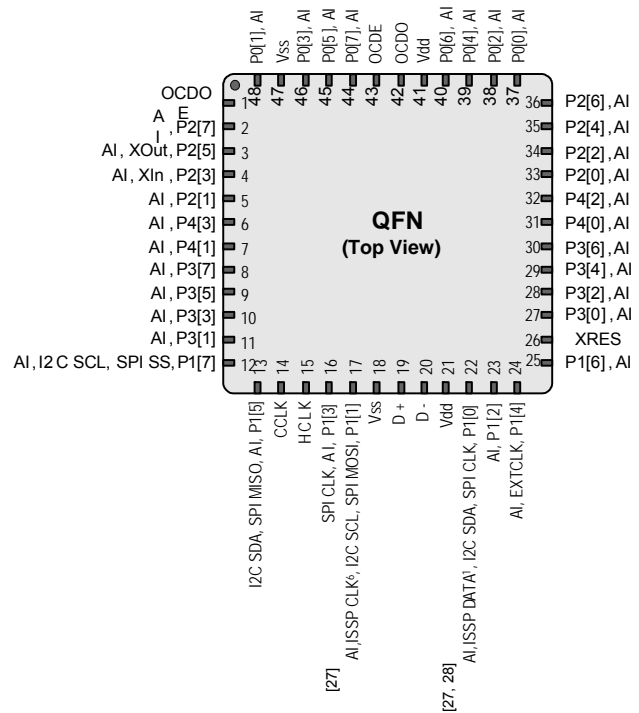 P0[1], AI
Vss
P0[3], AI
P0[5], AI
P0[7], AI
OCDE
OCDO
Vdd
P0[6], AI
P0[4], AI
P0[2], AI
P0[0], AI
48
47
46
45
44
43
42
41
40
39
38
37
OCDO
E
1
A
I , P2[7]
2
AI , XOut, P2[5]
3
AI , XIn , P2[3]
4
AI , P2[1]
5
AI , P4[3]
6
AI , P4[1]
7
AI , P3[7]
8
AI , P3[5]
9
AI , P3[3]
10
AI , P3[1]
11
AI, I2 C SCL, SPI SS, P1[7]
12
QFN
(Top View)
36 P2[6], AI
35 P2[4], AI
34 P2[2], AI
33 P2[0], AI
32 P4[2], AI
31 P4[0], AI
30 P3[6], AI
29 P3[4], AI
28 P3[2], AI
27 P3[0], AI
26 XRES
25 P1[6], AI
13
14
15
16
17
18
19
20
21
22
23
24
I2C SDA, SPI MISO, AI, P1[5]
CCLK
HCLK
SPI CLK, AI, P1[3]
AI,ISSP CLK⁶, I2C SCL, SPI MOSI, P1[1]
Vss
D +
D -
Vdd
AI,ISSP DATA¹, I2C SDA, SPI CLK, P1[0]
AI, P1[2]
AI, EXTCLK, P1[4]
[27]
[27, 28]